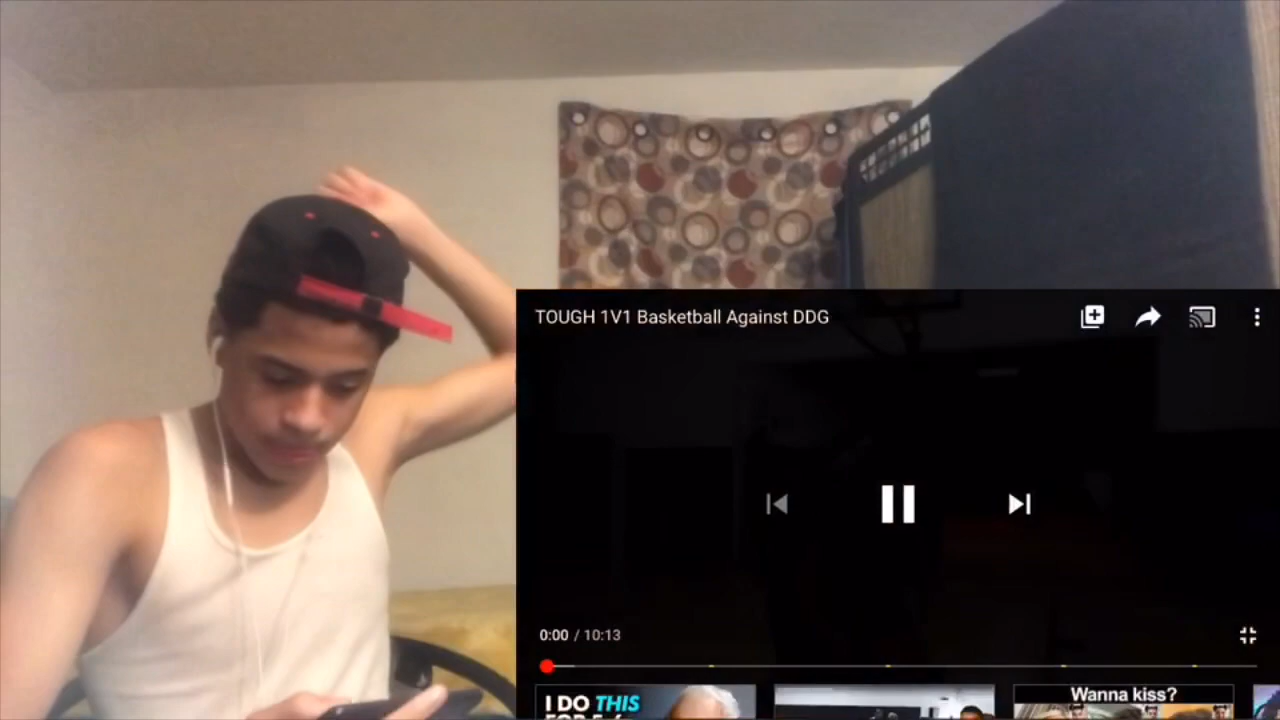 TOUGH 1V1 Basketball Against DDG
0:00 / 10:13
I DO THIS
Wanna kiss?